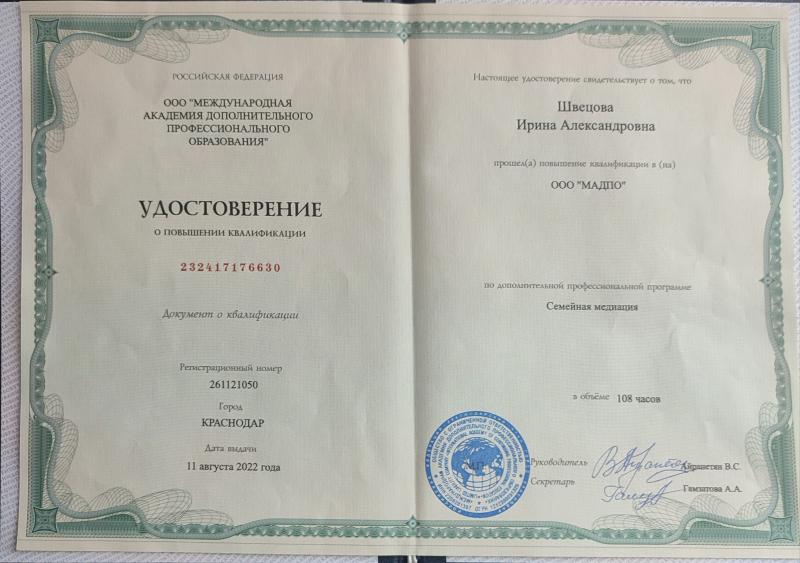 РОССИЙСКАЯ ФЕДЕРАЦИЯ
ООО "МЕЖДУНАРОДНАЯ
АКАДЕМИЯ ДОПОЛНИТЕЛЬНОГО
ПРОФЕССИОНАЛЬНОГО
ОБРАЗОВАНИЯ"
УДОСТОВЕРЕНИЕ
О ПОВЫШЕНИИ КВАЛИФИКАЦИИ
232417176630
Документ о квалификации
Регистрационный номер
261121050
Город
КРАСНОДАР
Дата выдачи
11 августа 2022 года
Настоящее удостоверение свидетельствует о том, что
Швецова
Ирина Александровна
прошел(а) повышение квалификации в (на)
ООО "МАДПО"
по дополнительной профессиональной программе
Семейная медиация
в объёме 108 часов
Руководитель Айрапетян В.С.
Секретарь Гамзатова А.А.